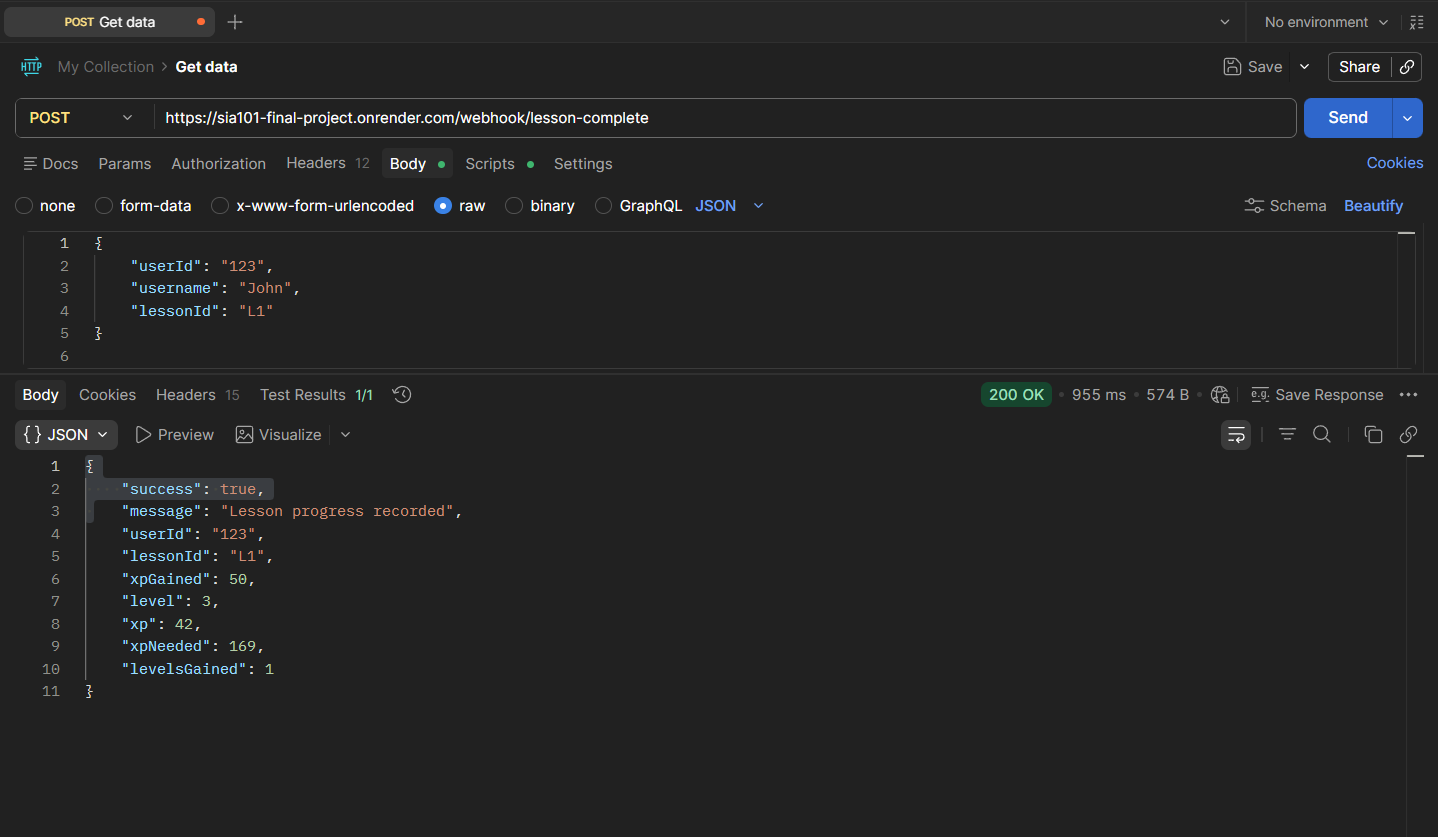 POST Get data
No environment
HTTP My Collection > Get data
Save
Share
POST
https://sia101-final-project.onrender.com/webhook/lesson-complete
Send
Docs Params Authorization Headers 12 Body Scripts Settings
Cookies
none form-data x-www-form-urlencoded raw binary GraphQL JSON
Schema Beautify
1 {
2 "userId": "123",
3 "username": "John",
4 "lessonId": "L1"
5 }
6
Body Cookies Headers 15 Test Results 1/1
200 OK • 955 ms • 574 B • e.g. Save Response
{} JSON Preview Visualize
1 {
2 "success": true,
3 "message": "Lesson progress recorded",
4 "userId": "123",
5 "lessonId": "L1",
6 "xpGained": 50,
7 "level": 3,
8 "xp": 42,
9 "xpNeeded": 169,
10 "levelsGained": 1
11 }